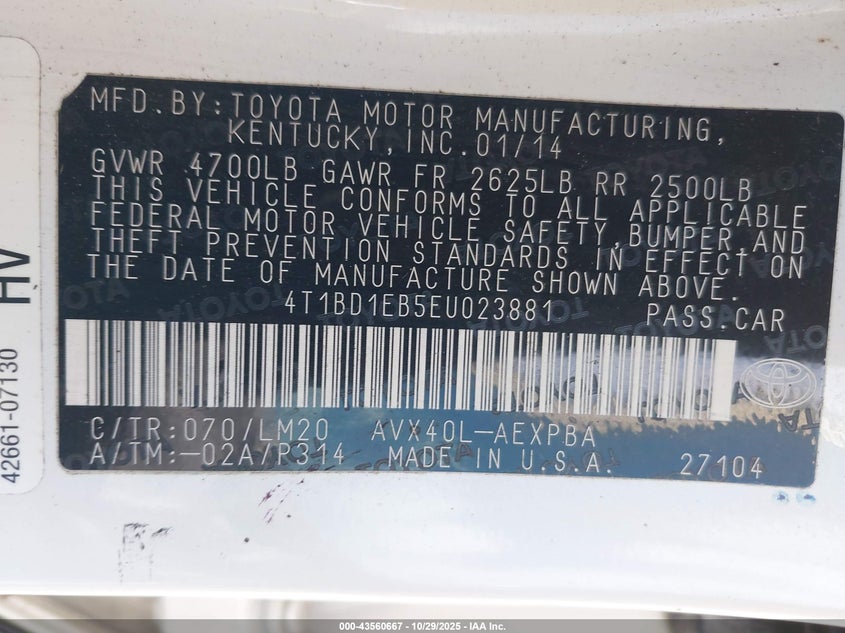 MFD.BY:TOYOTA MOTOR MANUFACTURING,
KENTUCKY,INC.01/14
GVWR 4700LB GAWR FR 2625LB RR 2500LB
THIS VEHICLE CONFORMS TO ALL APPLICABLE
FEDERAL MOTOR VEHICLE SAFETY,BUMPER,AND
THEFT PREVENTION STANDARDS IN EFFECT ON
THE DATE OF MANUFACTURE SHOWN ABOVE.
4T1BD1EB5EU023881 PASS.CAR
C/TR:070/LM20 AVX40L-AEXPBA
A/TM:-02A/R314 MADE IN U.S.A. 27104
HV
42661-07130
TOYOTA
000-43560667 - 10/29/2025 - IAA Inc.